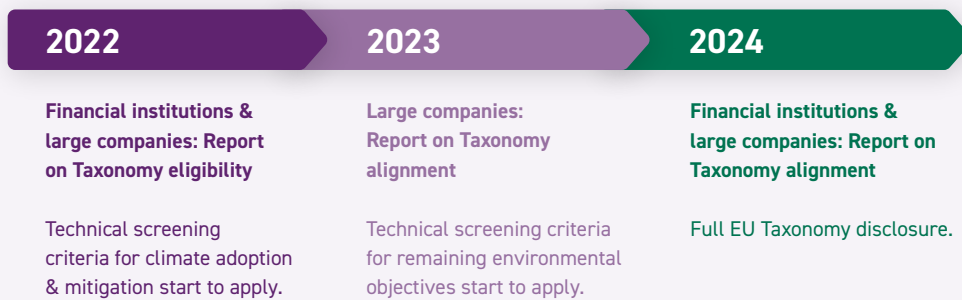 2022
Financial institutions &
large companies: Report
on Taxonomy eligibility
Technical screening
criteria for climate adoption
& mitigation start to apply.
2023
Large companies:
Report on Taxonomy
alignment
Technical screening criteria
for remaining environmental
objectives start to apply.
2024
Financial institutions &
large companies: Report on
Taxonomy alignment
Full EU Taxonomy disclosure.